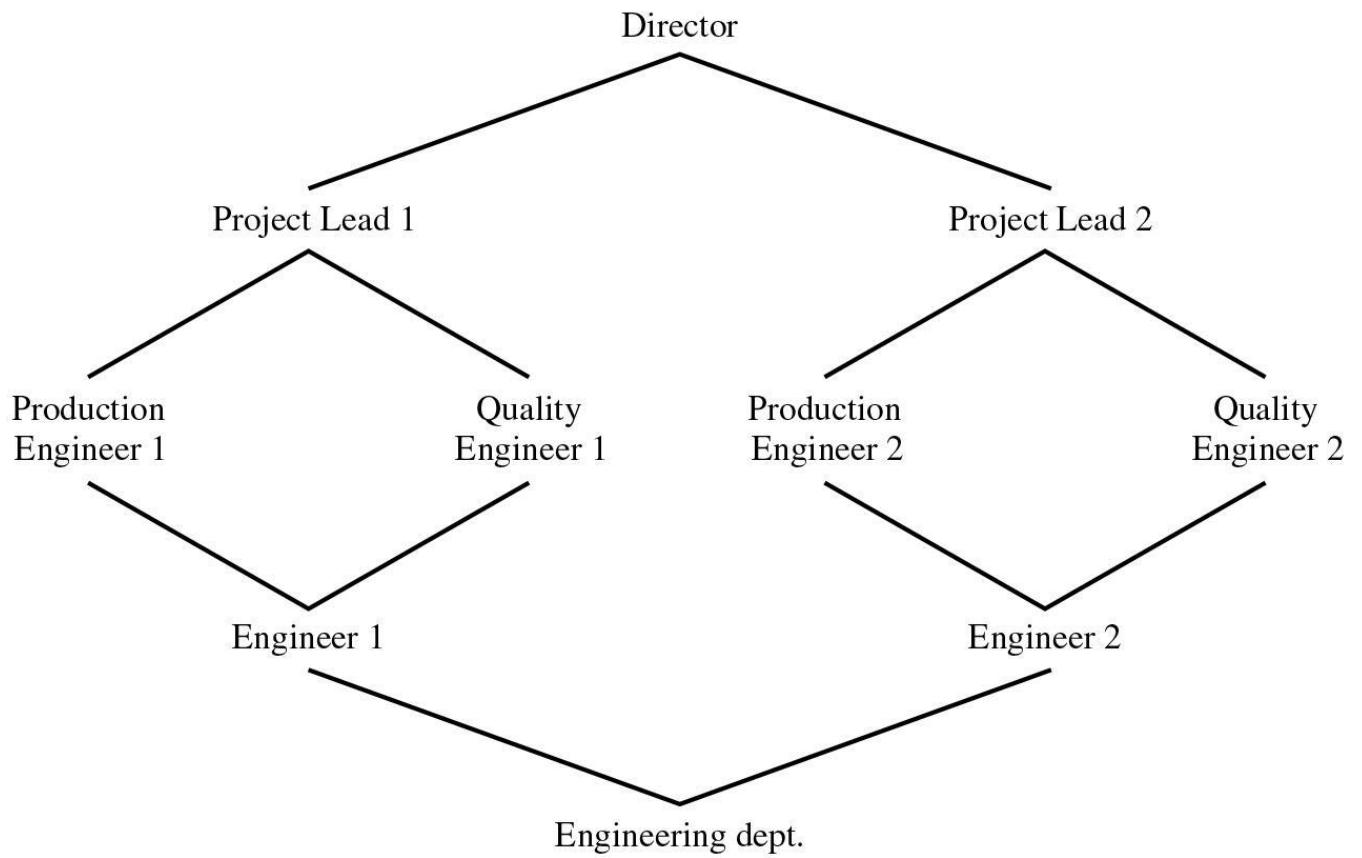 Director
Project Lead 1
Project Lead 2
Production
Engineer 1
Quality
Engineer 1
Production
Engineer 2
Quality
Engineer 2
Engineer 1
Engineer 2
Engineering dept.